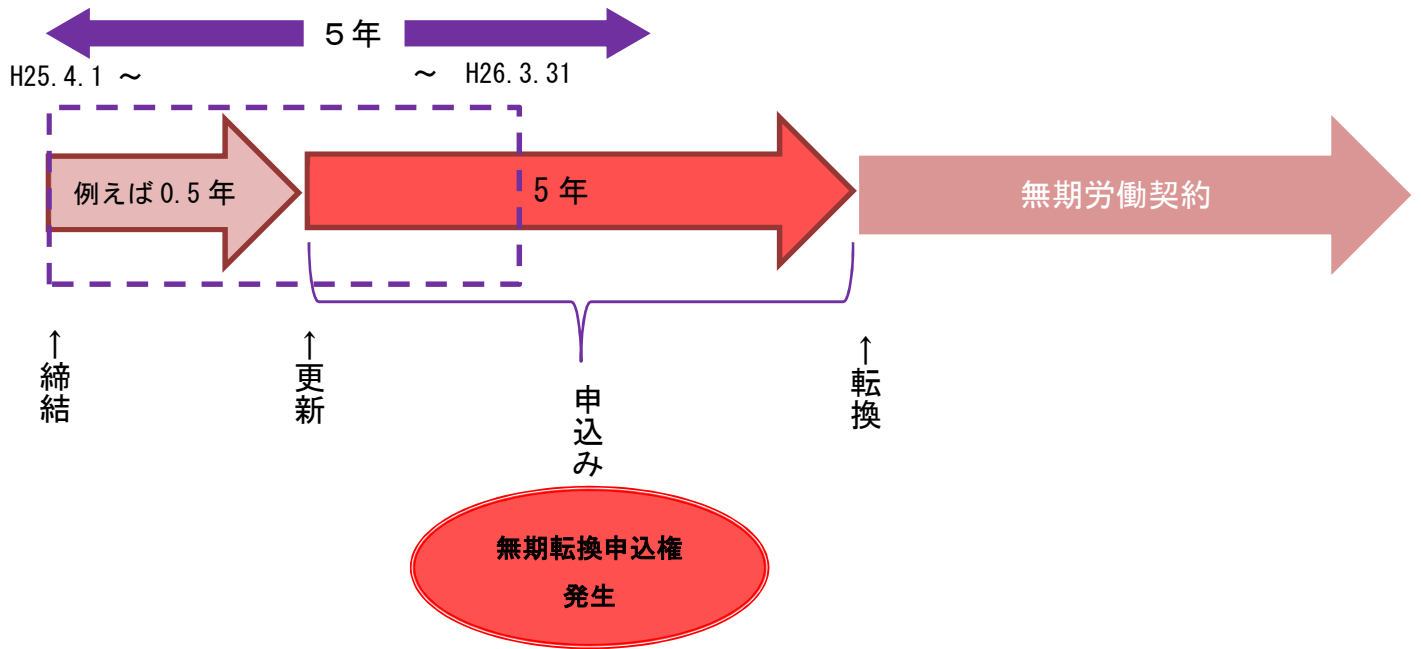 5年
H25.4.1 ～
～ H26.3.31
例えば0.5年
5年
無期労働契約
↑締結
↑更新
申込み
↑転換
無期転換申込権
発生